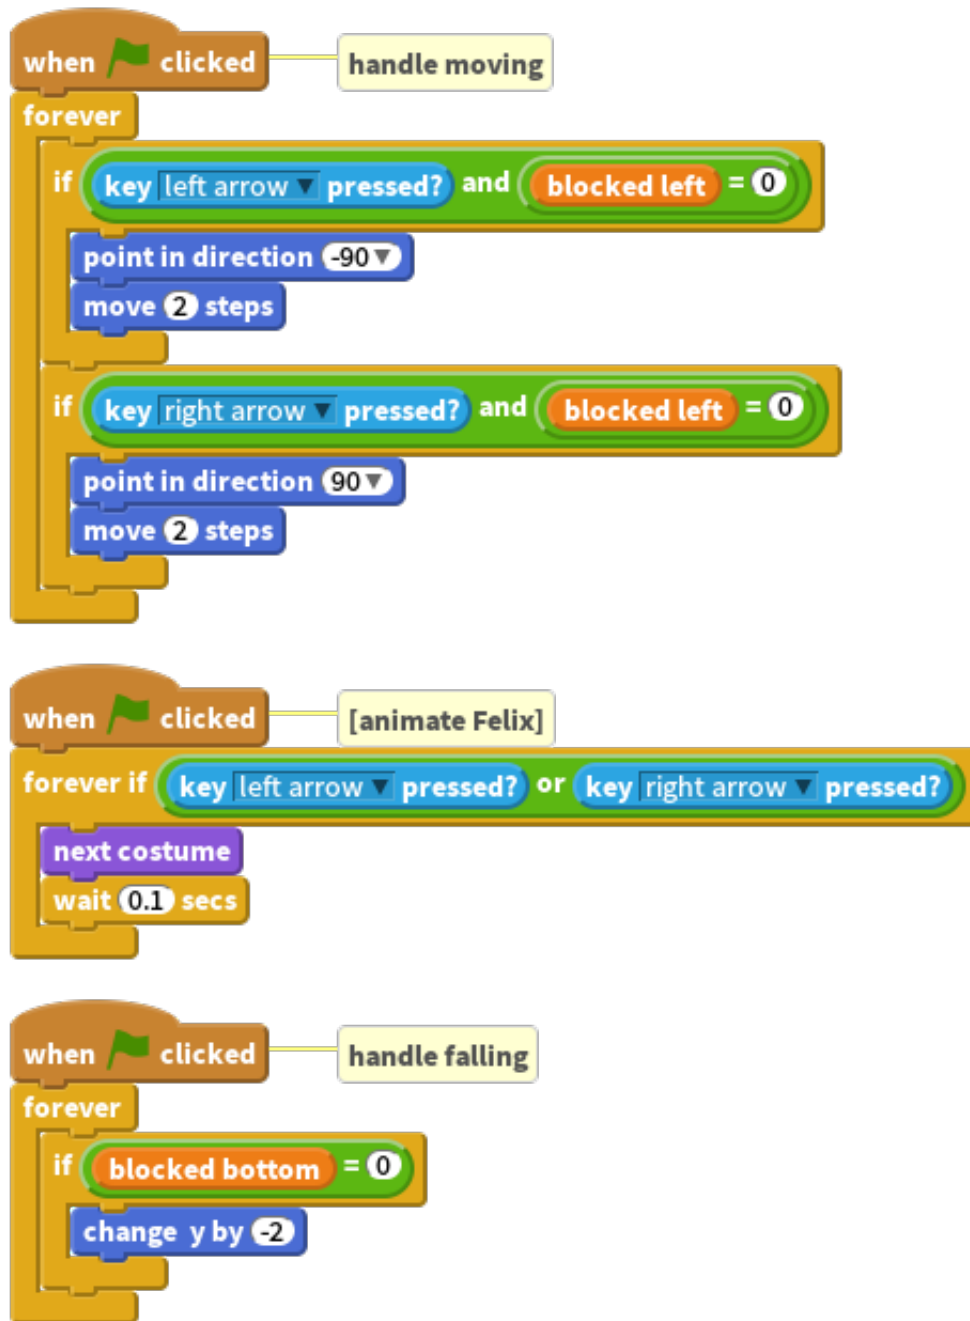 when clicked handle moving
forever
if key left arrow pressed? and blocked left = 0
point in direction -90
move 2 steps
if key right arrow pressed? and blocked left = 0
point in direction 90
move 2 steps
when clicked [animate Felix]
forever if key left arrow pressed? or key right arrow pressed?
next costume
wait 0.1 secs
when clicked handle falling
forever
if blocked bottom = 0
change y by -2